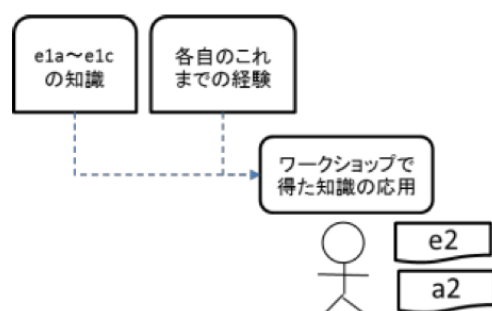 e1a～e1c
の知識
各自のこれ
までの経験
ワークショップで
得た知識の応用
e2
a2